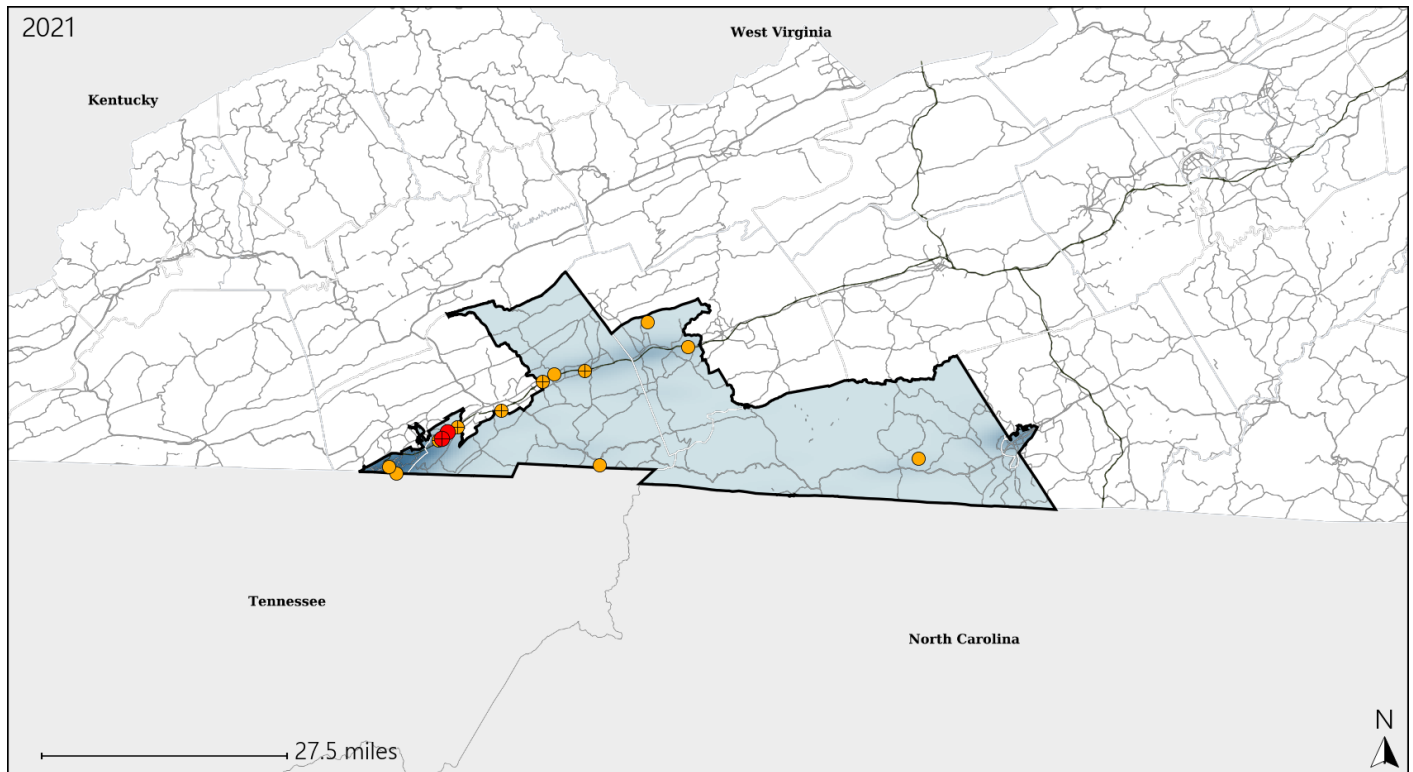 2021
West Virginia
Kentucky
Tennessee
North Carolina
27.5 miles
N